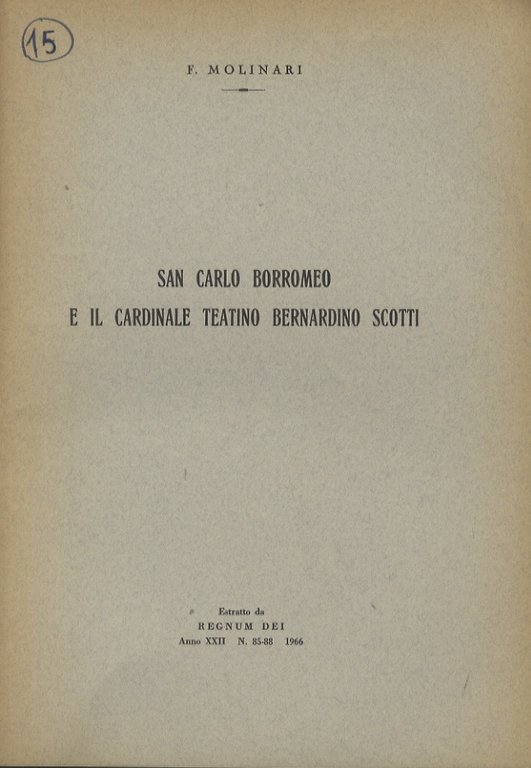 15
F. MOLINARI
SAN CARLO BORROMEO
E IL CARDINALE TEATINO BERNARDINO SCOTTI
Estratto da
REGNUM DEI
Anno XXII N. 85-88 1966